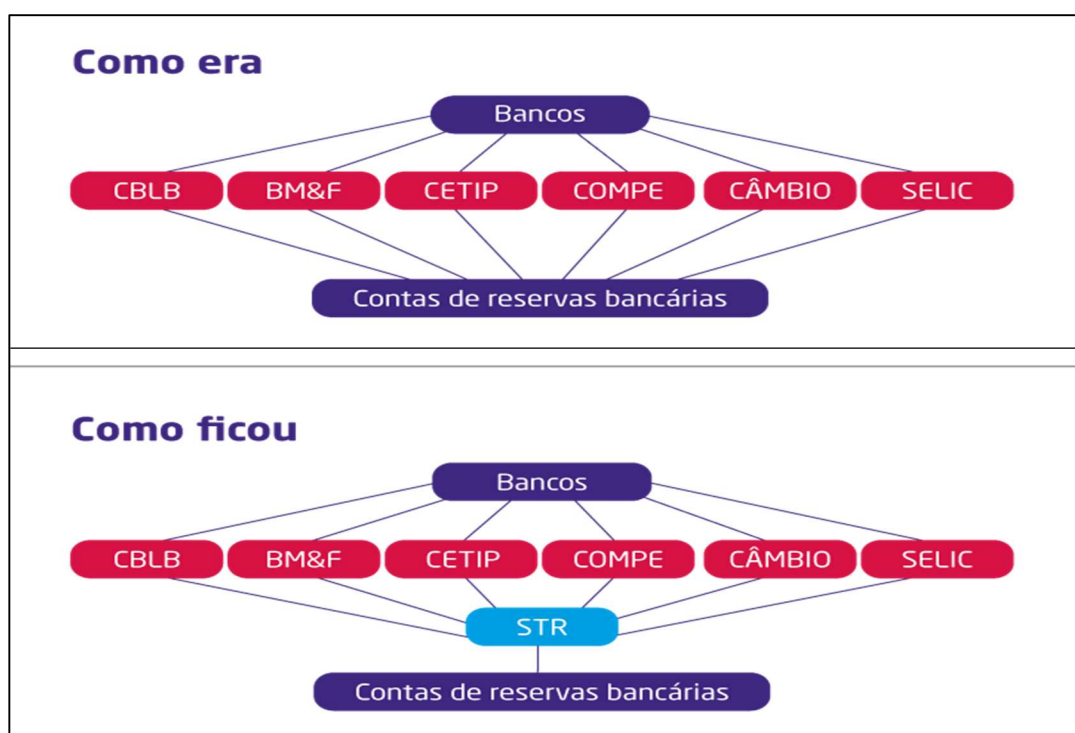 Como era
Bancos
CBLB BM&F CETIP COMPE CÂMBIO SELIC
Contas de reservas bancárias
Como ficou
Bancos
CBLB BM&F CETIP COMPE CÂMBIO SELIC
STR
Contas de reservas bancárias